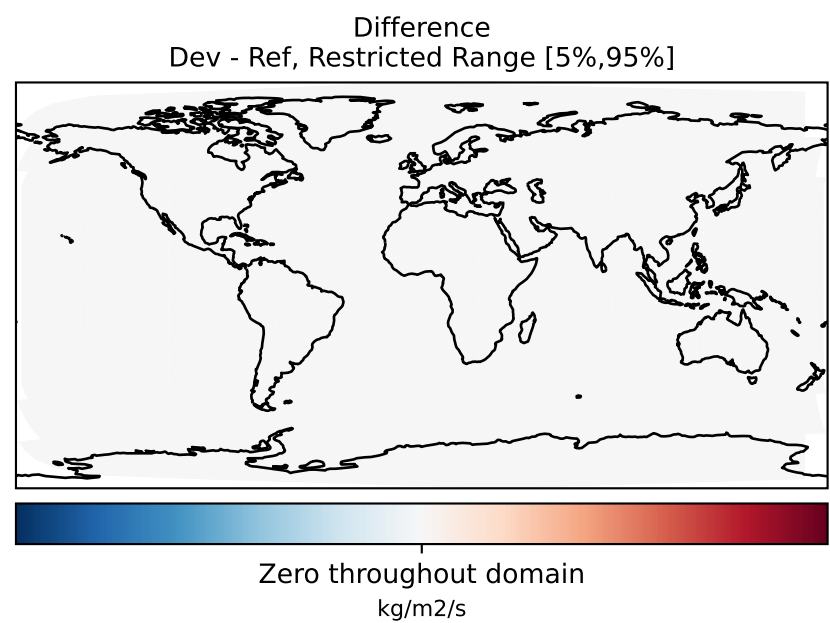 Difference
Dev - Ref, Restricted Range [5%,95%]
Zero throughout domain
kg/m2/s